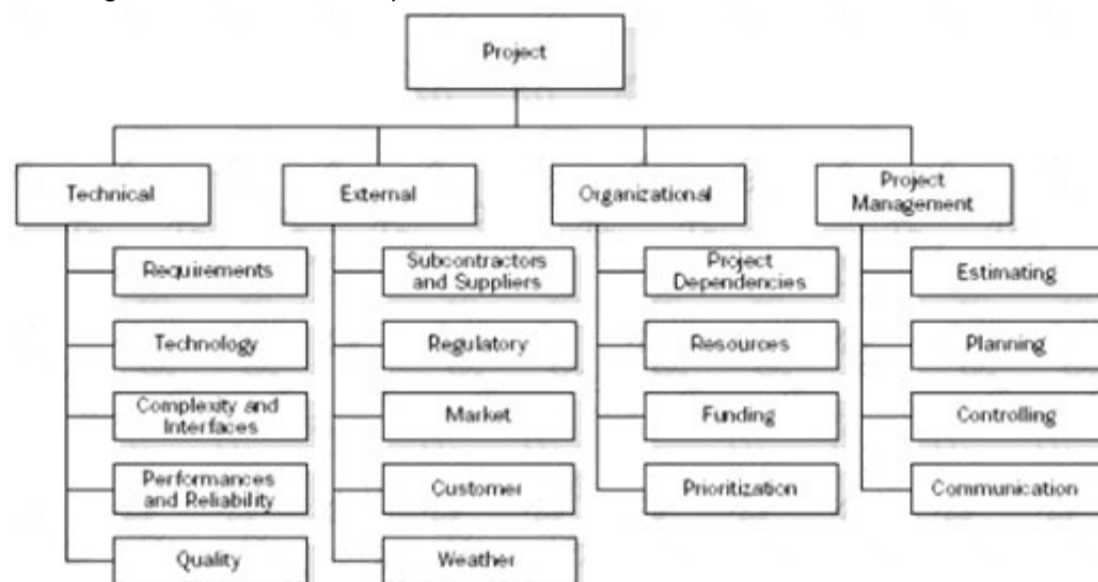 Project
Technical
External
Organizational
Project
Management
Requirements
Technology
Complexity and
Interfaces
Performances
and Reliability
Quality
Subcontractors
and Suppliers
Regulatory
Market
Customer
Weather
Project
Dependencies
Resources
Funding
Prioritization
Estimating
Planning
Controlling
Communication